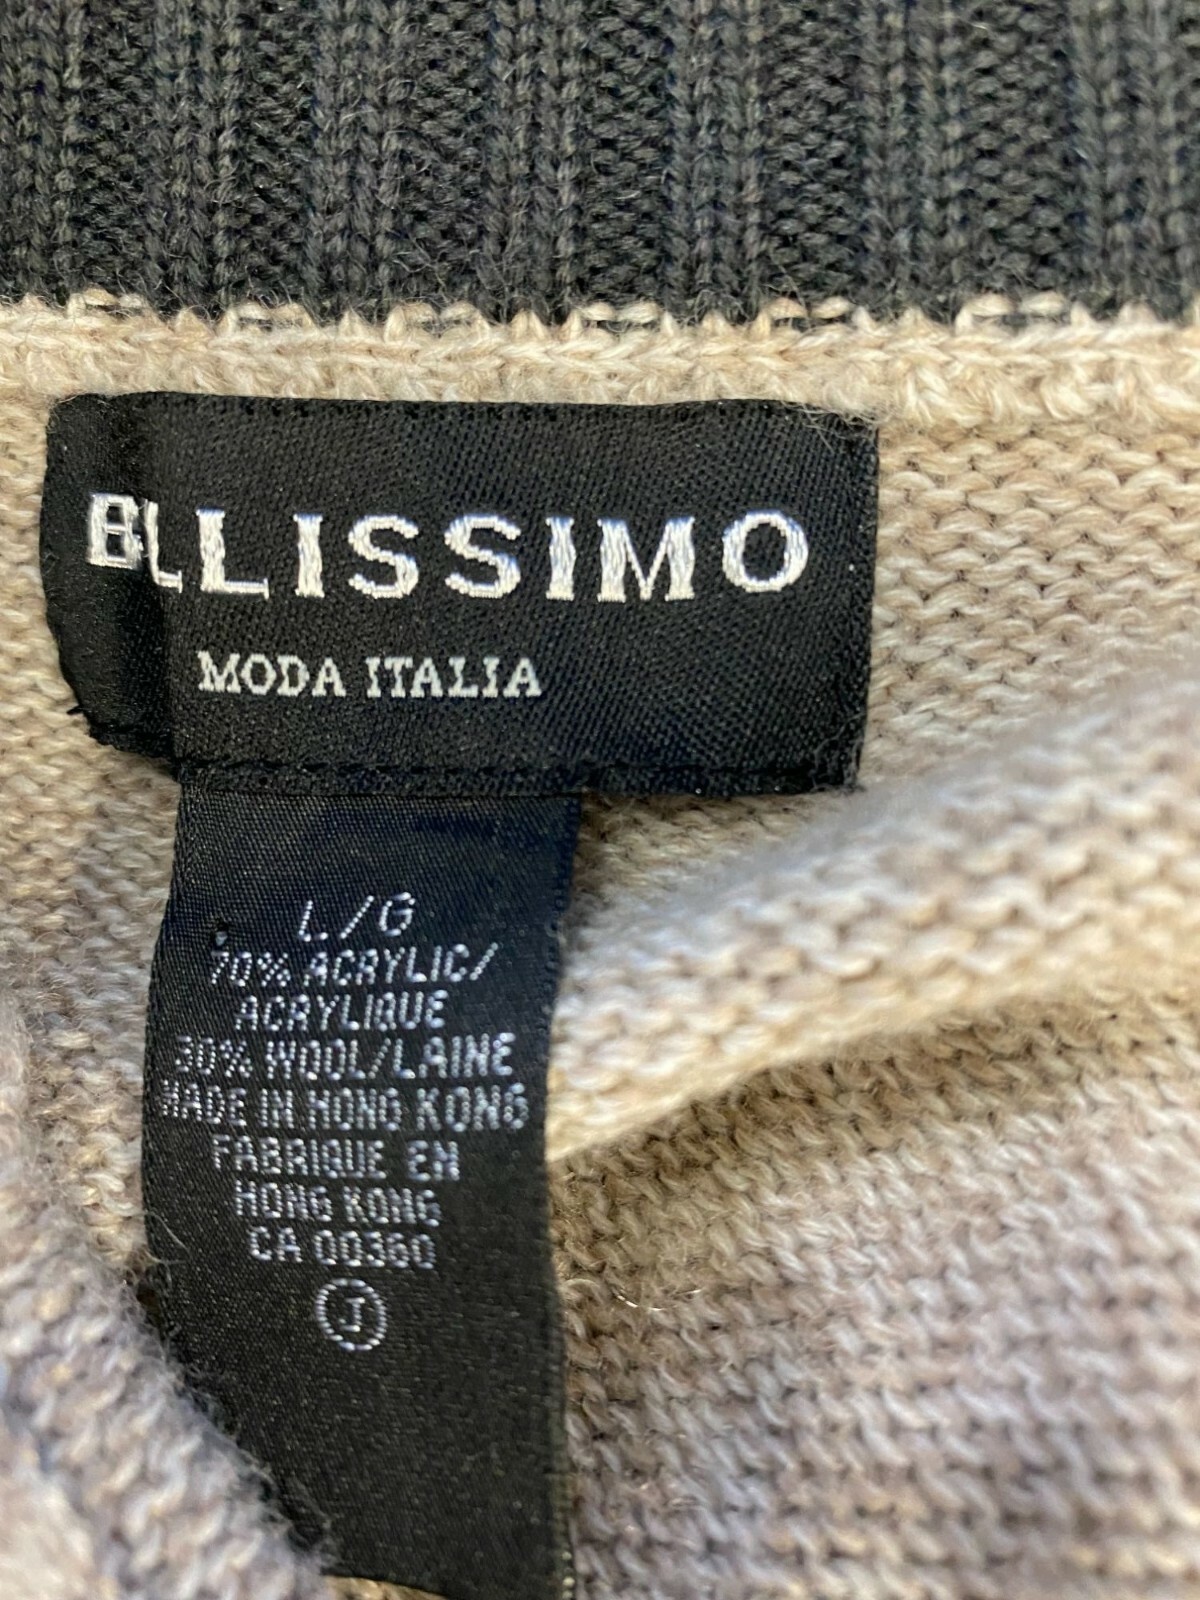 BLLISSIMO
MODA ITALIA
L/G
70% ACRYLIC/
ACRYLIQUE
30% WOOL/LAINE
MADE IN HONG KONG
FABRIQUE EN
HONG KONG
CA 00360
J